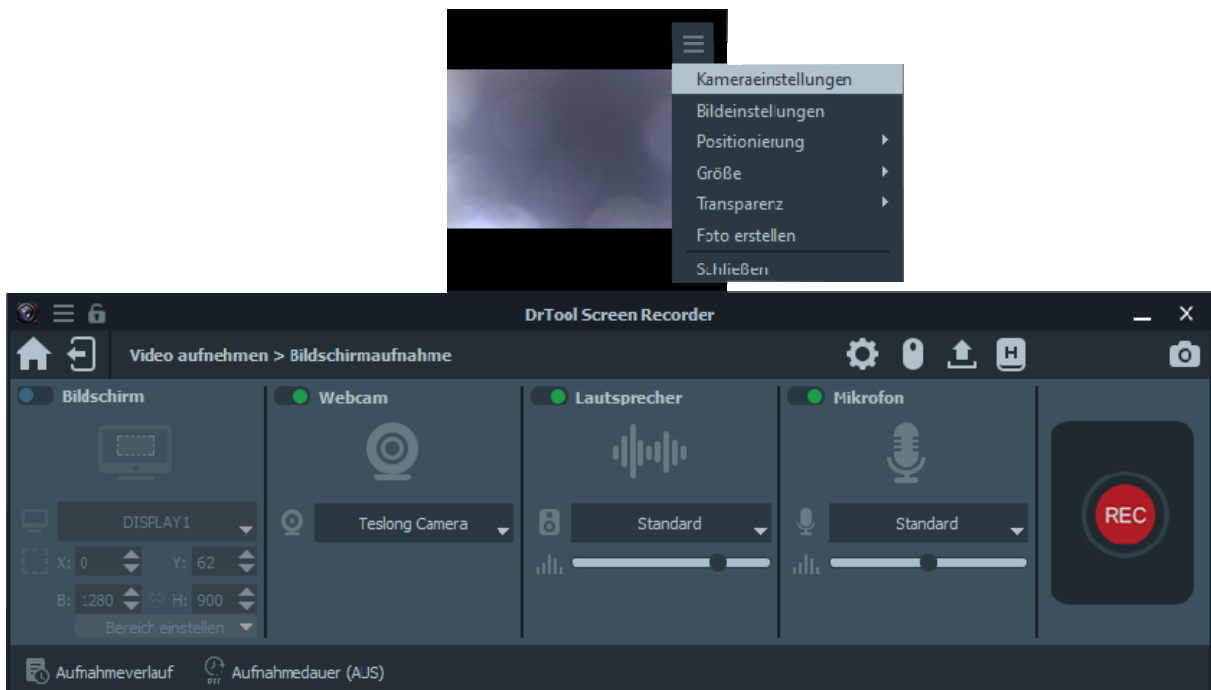 Kameraeinstellungen
Bildeinstellungen
Positionierung
Größe
Transparenz
Foto erstellen
Schließen
DrTool Screen Recorder
Video aufnehmen > Bildschirmaufnahme
H
Bildschirm
Webcam
Lautsprecher
Mikrofon
DISPLAY1
Teslong Camera
Standard
Standard
REC
X: 0 Y: 62
B: 1280 H: 900
Bereich einstellen
Aufnahmeverlauf
Aufnahmedauer (AUS)